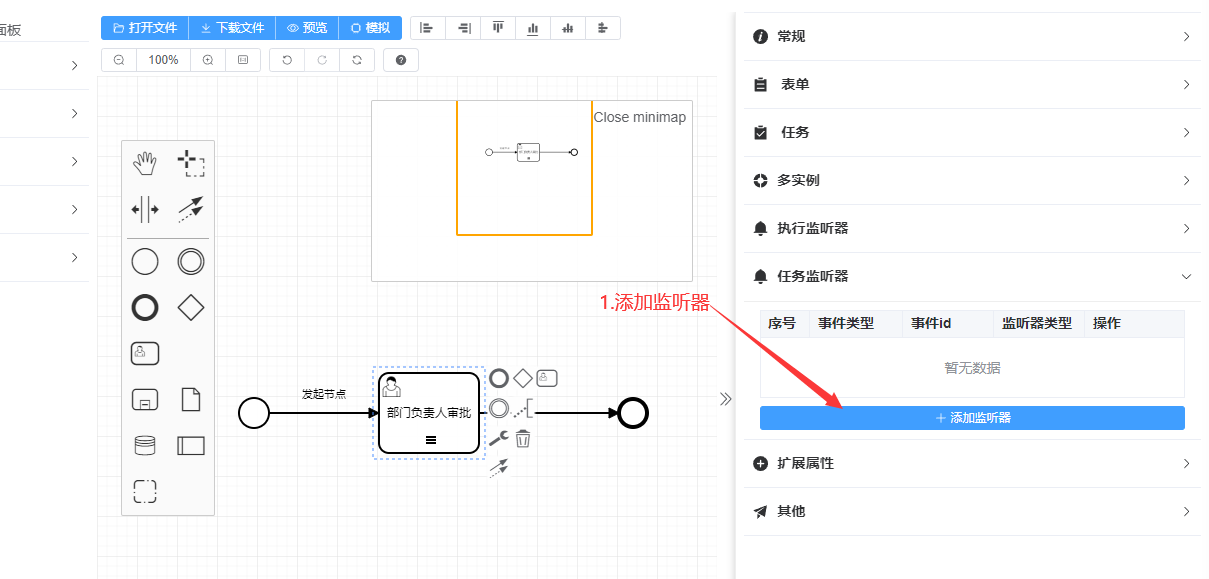 面板
打开文件
下载文件
预览
模拟
100%
Close minimap
发起节点
部门负责人审批
1.添加监听器
常规
表单
任务
多实例
执行监听器
任务监听器
序号
事件类型
事件id
监听器类型
操作
暂无数据
添加监听器
扩展属性
其他